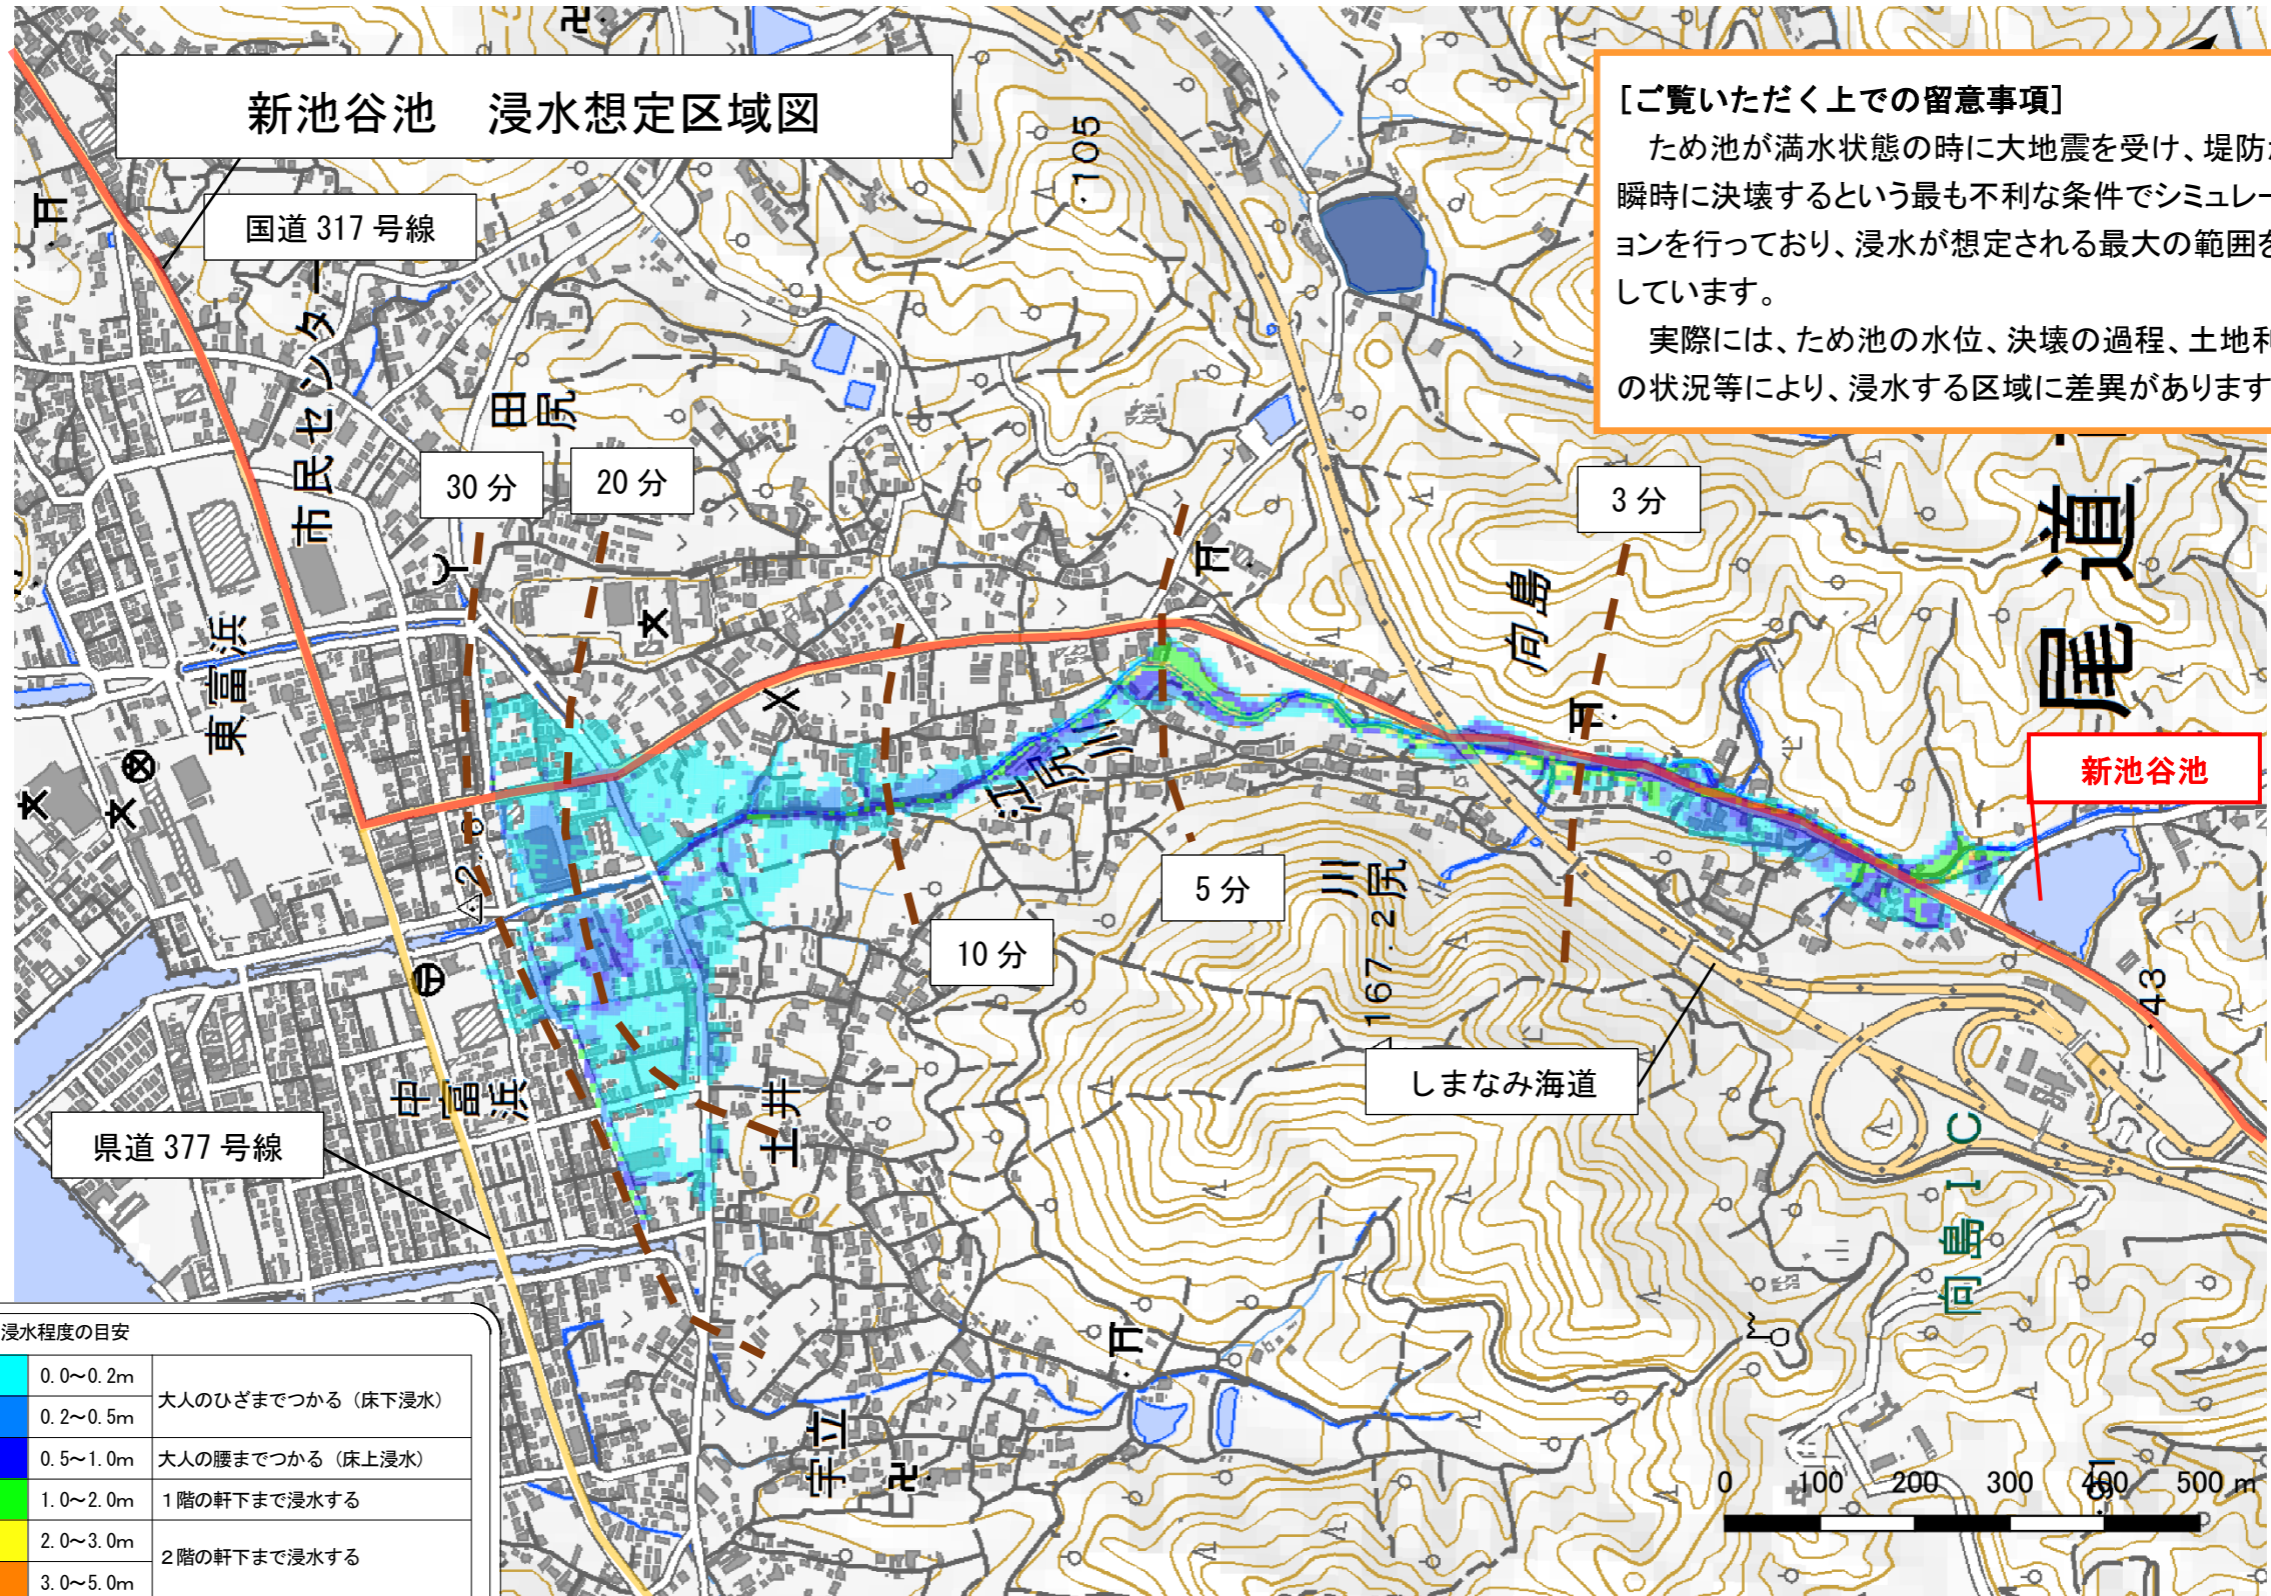 新池谷池　浸水想定区域図
国道 317 号線
[ご覧いただく上での留意事項]
ため池が満水状態の時に大地震を受け、堤防
瞬時に決壊するという最も不利な条件でシミュレー
ョンを行っており、浸水が想定される最大の範囲を
しています。
実際には、ため池の水位、決壊の過程、土地利
の状況等により、浸水する区域に差異があります
105
市民センター
田尻
30 分
20 分
3 分
向島
尾道
東富浜
新池谷池
江尻川
2.8
5 分
川尻
10 分
167.2
43
しまなみ海道
中富浜
土井
県道 377 号線
10
向島IC
宇立
浸水程度の目安
0.0～0.2m
大人のひざまでつかる（床下浸水）
0.2～0.5m
0.5～1.0m 大人の腰までつかる（床上浸水）
1.0～2.0m １階の軒下まで浸水する
2.0～3.0m
２階の軒下まで浸水する
3.0～5.0m
0 100 200 300 400 500 m